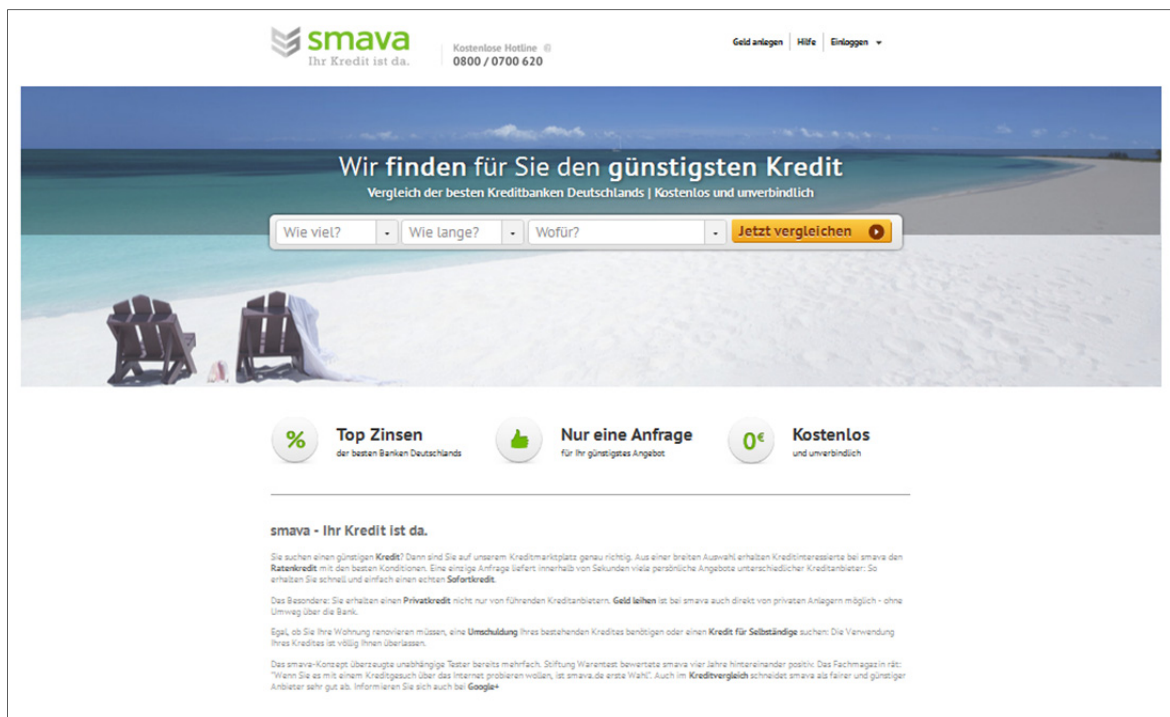 smava
Ihr Kredit ist da.
Kostenlose Hotline
0800 / 0700 620
Geld anlegen
Hilfe
Einloggen
Wir finden für Sie den günstigsten Kredit
Vergleich der besten Kreditbanken Deutschlands | Kostenlos und unverbindlich
Wie viel?
Wie lange?
Wofür?
Jetzt vergleichen
%
Top Zinsen
der besten Banken Deutschlands
Nur eine Anfrage
für Ihr günstigstes Angebot
0€
Kostenlos
und unverbindlich
smava - Ihr Kredit ist da.
Sie suchen einen günstigen Kredit? Dann sind Sie auf unserem Kreditmarktplatz genau richtig. Aus einer breiten Auswahl erhalten Kreditinteressierte bei smava den
Ratenkredit mit den besten Konditionen. Eine einzige Anfrage liefert innerhalb von Sekunden viele persönliche Angebote unterschiedlicher Kreditanbieter: So
erhalten Sie schnell und einfach einen echten Sofortkredit.
Das Besondere: Sie erhalten einen Privatkredit nicht nur von führenden Kreditanbietern. Geld leihen ist bei smava auch direkt von privaten Anlegern möglich - ohne
Umweg über die Bank.
Egal, ob Sie Ihre Wohnung renovieren müssen, eine Umschuldung Ihres bestehenden Kredites benötigen oder einen Kredit für Selbständige suchen: Die Verwendung
Ihres Kredites ist völlig Ihnen überlassen.
Das smava-Konzept überzeugte unabhängige Tester bereits mehrfach. Stiftung Warentest bewertete smava vier Jahre hintereinander positiv. Das Fachmagazin rät:
"Wenn Sie es mit einem Kreditgesuch über das Internet probieren wollen, ist smava.de erste Wahl". Auch im Kreditvergleich schneidet smava als fairer und günstiger
Anbieter sehr gut ab. Informieren Sie sich auch bei Google+